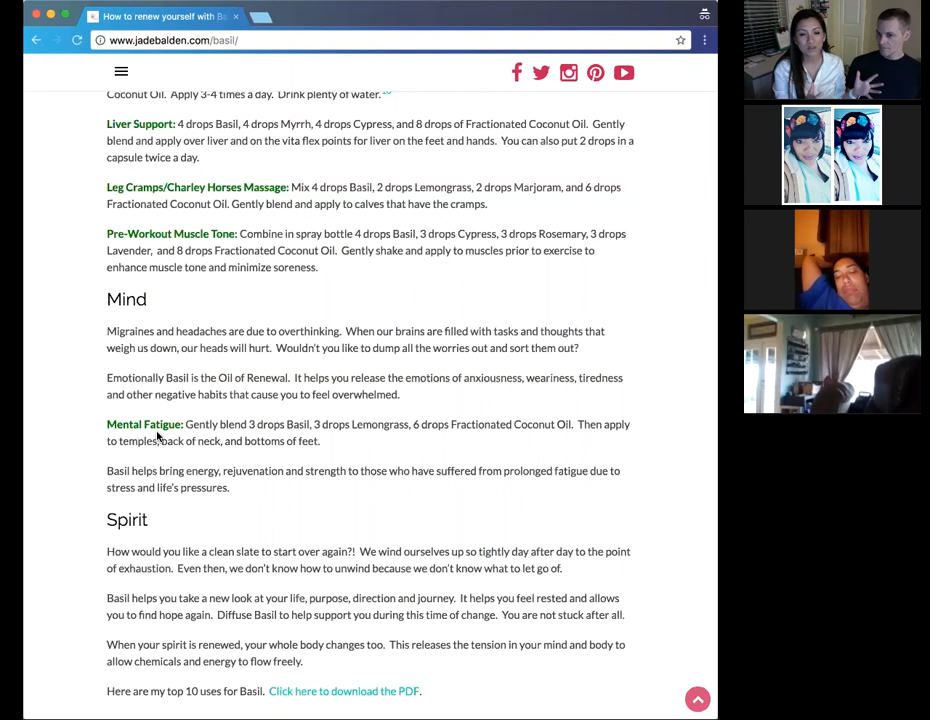 How to renew yourself with Ba
www.jadebalden.com/basil/
Coconut Oil. Apply 3-4 times a day. Drink plenty of water.
Liver Support: 4 drops Basil, 4 drops Myrrh, 4 drops Cypress, and 8 drops of Fractionated Coconut Oil. Gently
blend and apply over liver and on the vita flex points for liver on the feet and hands. You can also put 2 drops in a
capsule twice a day.
Leg Cramps/Charley Horses Massage: Mix 4 drops Basil, 2 drops Lemongrass, 2 drops Marjoram, and 6 drops
Fractionated Coconut Oil. Gently blend and apply to calves that have the cramps.
Pre-Workout Muscle Tone: Combine in spray bottle 4 drops Basil, 3 drops Cypress, 3 drops Rosemary, 3 drops
Lavender, and 8 drops Fractionated Coconut Oil. Gently shake and apply to muscles prior to exercise to
enhance muscle tone and minimize soreness.
Mind
Migraines and headaches are due to overthinking. When our brains are filled with tasks and thoughts that
weigh us down, our heads will hurt. Wouldn't you like to dump all the worries out and sort them out?
Emotionally Basil is the Oil of Renewal. It helps you release the emotions of anxiousness, weariness, tiredness
and other negative habits that cause you to feel overwhelmed.
Mental Fatigue: Gently blend 3 drops Basil, 3 drops Lemongrass, 6 drops Fractionated Coconut Oil. Then apply
to temples, back of neck, and bottoms of feet.
Basil helps bring energy, rejuvenation and strength to those who have suffered from prolonged fatigue due to
stress and life's pressures.
Spirit
How would you like a clean slate to start over again?! We wind ourselves up so tightly day after day to the point
of exhaustion. Even then, we don't know how to unwind because we don't know what to let go of.
Basil helps you take a new look at your life, purpose, direction and journey. It helps you feel rested and allows
you to find hope again. Diffuse Basil to help support you during this time of change. You are not stuck after all.
When your spirit is renewed, your whole body changes too. This releases the tension in your mind and body to
allow chemicals and energy to flow freely.
Here are my top 10 uses for Basil. Click here to download the PDF.